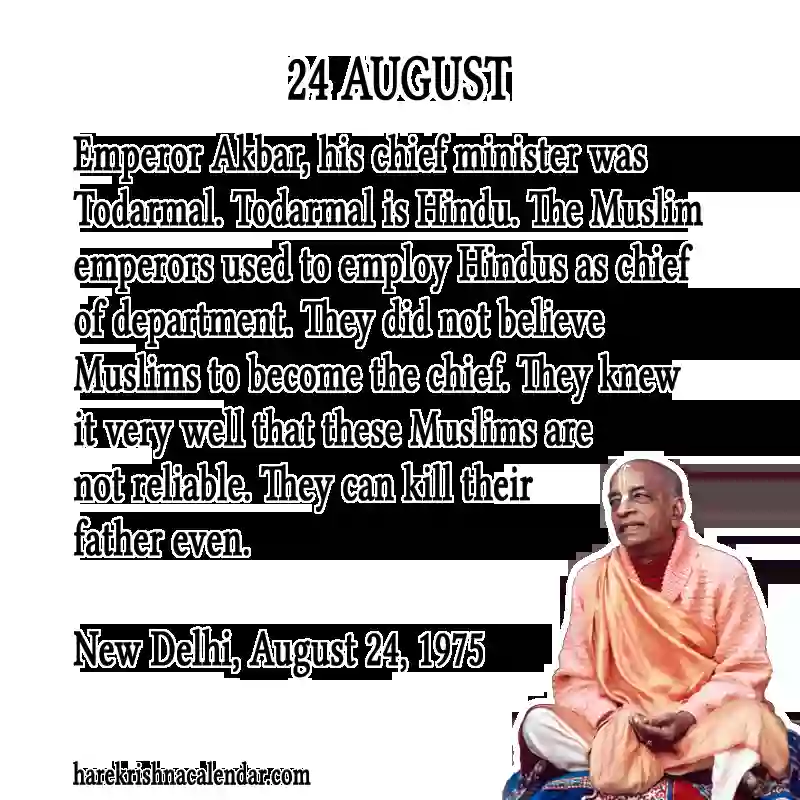 24 AUGUST
Emperor Akbar, his chief minister was
Todarmal. Todarmal is Hindu. The Muslim
emperors used to employ Hindus as chief
of department. They did not believe
Muslims to become the chief. They knew
it very well that these Muslims are
not reliable. They can kill their
father even.
New Delhi, August 24, 1975
harekrishnacalendar.com